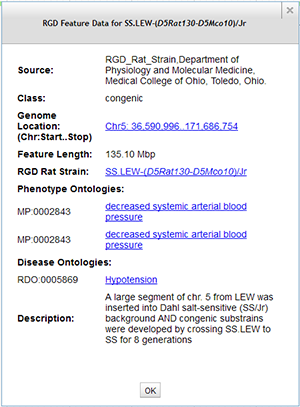 RGD Feature Data for SS.LEW-(D5Rat130-D5Mco10)/Jr
×
Source: RGD_Rat_Strain,Department of
Physiology and Molecular Medicine,
Medical College of Ohio, Toledo, Ohio.
Class: congenic
Genome
Location: Chr5: 36,590,996..171,686,754
(Chr:Start..Stop)
Feature Length: 135.10 Mbp
RGD Rat Strain: SS.LEW-(D5Rat130-D5Mco10)/Jr
Phenotype Ontologies:
MP:0002843 decreased systemic arterial blood
pressure
MP:0002843 decreased systemic arterial blood
pressure
Disease Ontologies:
RDO:0005869 Hypotension
A large segment of chr. 5 from LEW was
inserted into Dahl salt-sensitive (SS/Jr)
Description: background AND congenic substrains
were developed by crossing SS.LEW to
SS for 8 generations
OK